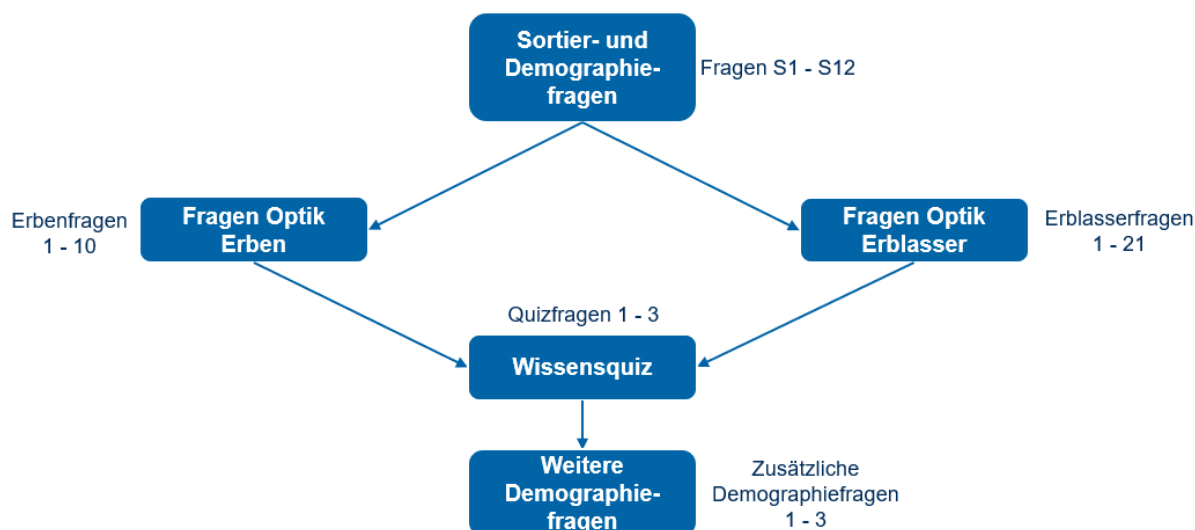 Sortier- und
Demographie-
fragen
Fragen S1 - S12
Erbenfragen
1 - 10
Fragen Optik
Erben
Fragen Optik
Erblasser
Erblasserfragen
1 - 21
Quizfragen 1 - 3
Wissensquiz
Weitere
Demographie-
fragen
Zusätzliche
Demographiefragen
1 - 3